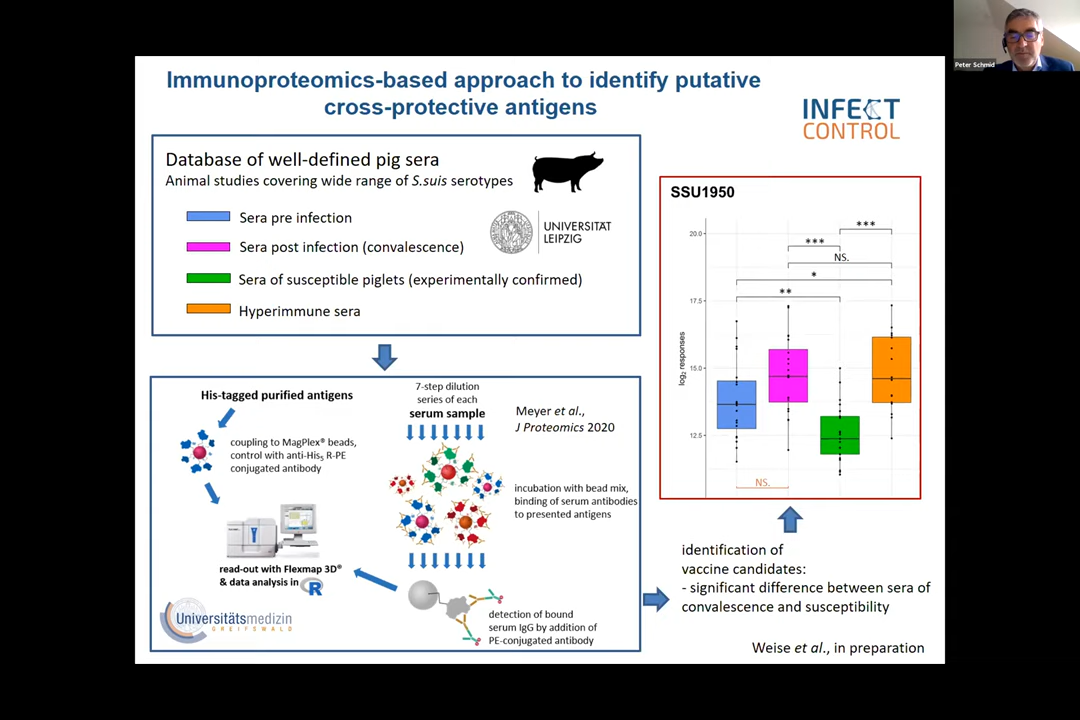 Immunoproteomics-based approach to identify putative
cross-protective antigens
INFECT
CONTROL
Peter Schmid
Database of well-defined pig sera
Animal studies covering wide range of S.suis serotypes
Sera pre infection
Sera post infection (convalescence)
Sera of susceptible piglets (experimentally confirmed)
Hyperimmune sera
UNIVERSITÄT
LEIPZIG
His-tagged purified antigens
coupling to MagPlex® beads,
control with anti-His5 R-PE
conjugated antibody
read-out with Flexmap 3D®
& data analysis in R
Universitätsmedizin
GREIFSWALD
7-step dilution
series of each
serum sample
Meyer et al.,
J Proteomics 2020
incubation with bead mix,
binding of serum antibodies
to presented antigens
detection of bound
serum IgG by addition of
PE-conjugated antibody
SSU1950
20.0
17.5
15.0
12.5
log2 responses
***
***
NS.
*
**
NS.
identification of
vaccine candidates:
- significant difference between sera of
convalescence and susceptibility
Weise et al., in preparation